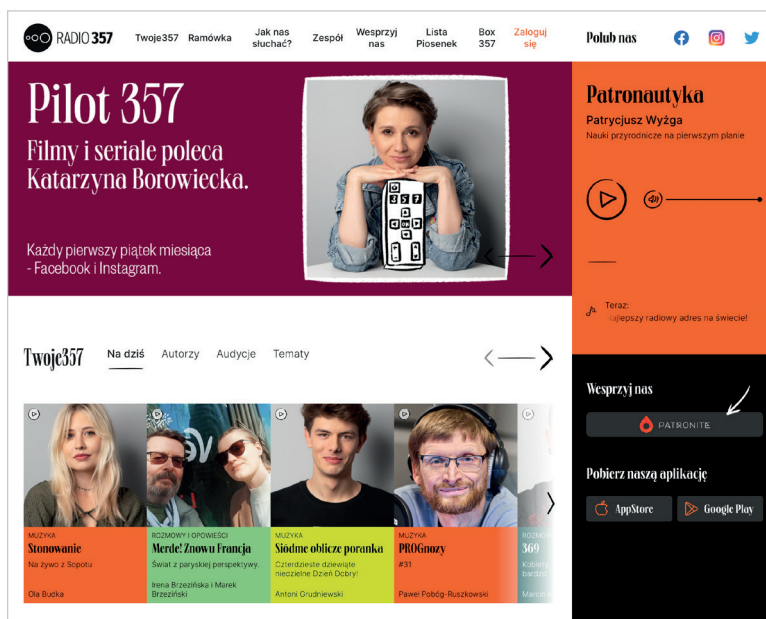 RADIO 357
Twoje357
Ramówka
Jak nas
słuchać?
Zespół
Wesprzyj
nas
Lista
Piosenek
Box
357
Zaloguj
się
Polub nas
Pilot 357
Filmy i seriale poleca
Katarzyna Borowiecka.
Każdy pierwszy piątek miesiąca
- Facebook i Instagram.
357
Patronautyka
Patrycjusz Wyżga
Nauki przyrodnicze na pierwszym planie
Teraz:
Najlepszy radiowy adres na świecie!
Twoje357
Na dziś
Autorzy
Audycje
Tematy
MUZYKA
Stonowanie
Na żywo z Sopotu
Ola Budka
ROZMOWY I OPOWIEŚCI
Merde! Znowu Francja
Świat z paryskiej perspektywy.
Irena Brzezińska i Marek
Brzeziński
MUZYKA
Siódme oblicze poranka
Czterdzieste dziewiąte
niedzielne Dzień Dobry!
Antoni Grudniewski
MUZYKA
PROGnozy
#31
Paweł Pobóg-Ruszkowski
ROZMOW
369
Kobiety
bardzo
Marcin
Wesprzyj nas
PATRONITE
Pobierz naszą aplikację
AppStore
Google Play